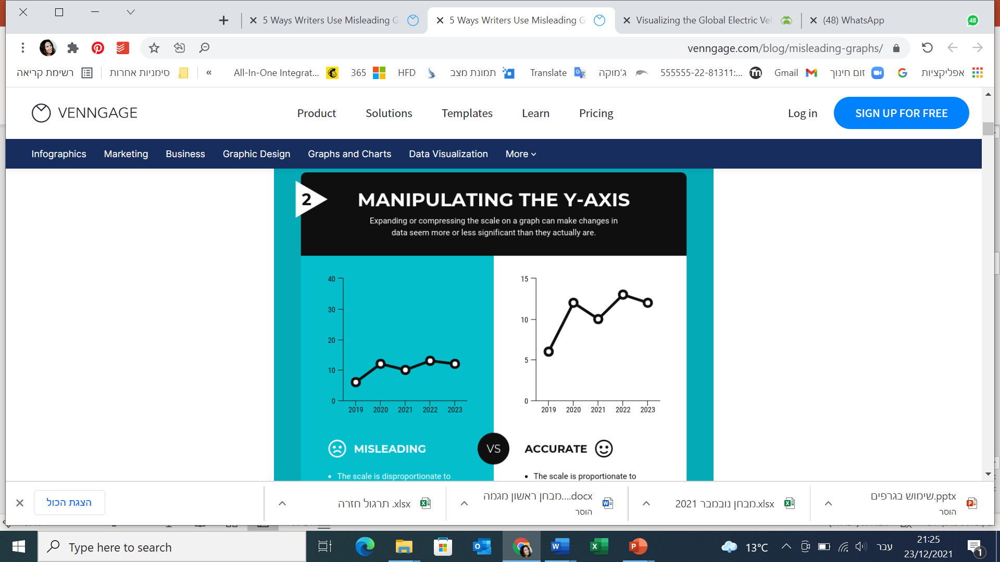 5 Ways Writers Use Misleading G
5 Ways Writers Use Misleading G
Visualizing the Global Electric Veh
(48) WhatsApp
48
venngage.com/blog/misleading-graphs/
רשימת קריאה
סימניות אחרות
«
All-In-One Integrat...
365
HFD
תמונת מצב
Translate
ג'מוקה
555555-22-81311:...
Gmail
זום חינוך
אפליקציות
VENNGAGE
Product
Solutions
Templates
Learn
Pricing
Log in
SIGN UP FOR FREE
Infographics
Marketing
Business
Graphic Design
Graphs and Charts
Data Visualization
More
2
MANIPULATING THE Y-AXIS
Expanding or compressing the scale on a graph can make changes in
data seem more or less significant than they actually are.
40
30
20
10
0
2019 2020 2021 2022 2023
15
10
5
0
2019 2020 2021 2022 2023
MISLEADING
VS
ACCURATE
• The scale is disproportionate to
• The scale is proportionate to
הצגת הכול
תרגול חזרה .xlsx
מבחן ראשון מגמה....docx
הוסר
מבחן נובמבר 2021.xlsx
שימוש בגרפים.pptx
הוסר
Type here to search
13°C
עבר
21:25
23/12/2021
1